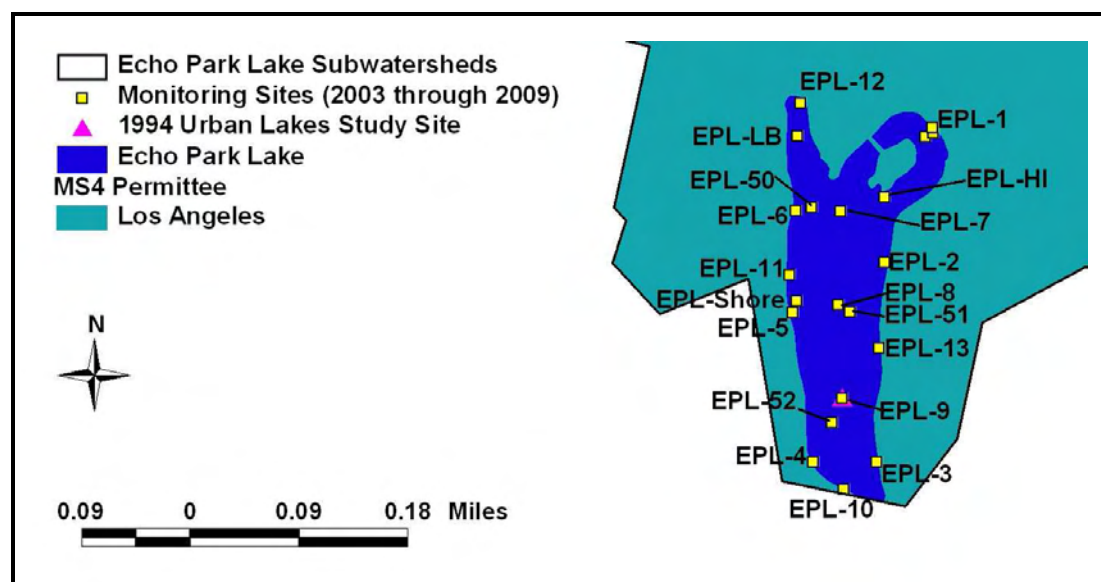 Echo Park Lake Subwatersheds
Monitoring Sites (2003 through 2009)
1994 Urban Lakes Study Site
Echo Park Lake
MS4 Permittee
Los Angeles
N
0.09 0 0.09 0.18 Miles
EPL-12
EPL-1
EPL-LB
EPL-HI
EPL-50
EPL-6
EPL-7
EPL-2
EPL-11
EPL-8
EPL-Shore
EPL-51
EPL-5
EPL-13
EPL-52
EPL-9
EPL-4
EPL-3
EPL-10